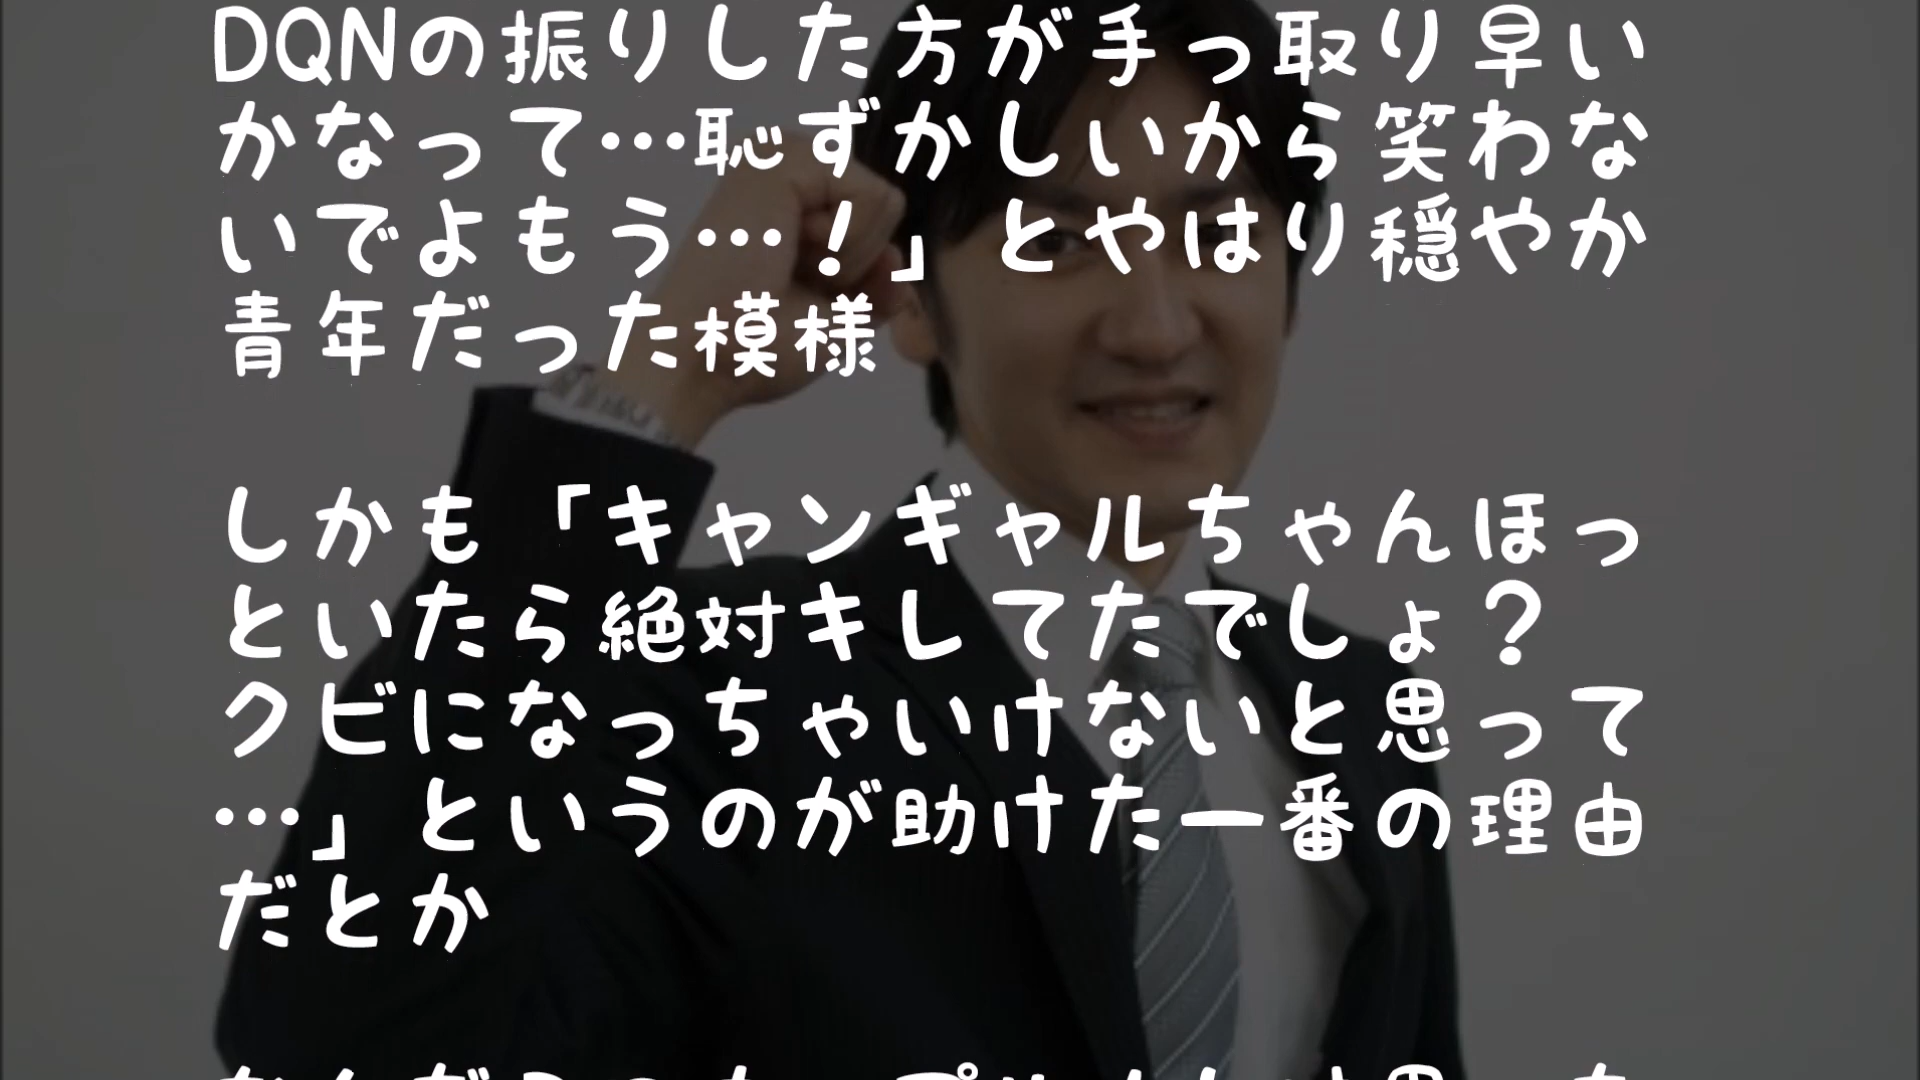 DQNの振りした方が手っ取り早い
かなって…恥ずかしいから笑わな
いでよもう…！」とやはり穏やか
青年だった模様
しかも「キャンギャルちゃんほっ
といたら絶対キレてたでしょ？
クビになっちゃいけないと思って
…」というのが助けた一番の理由
だとか